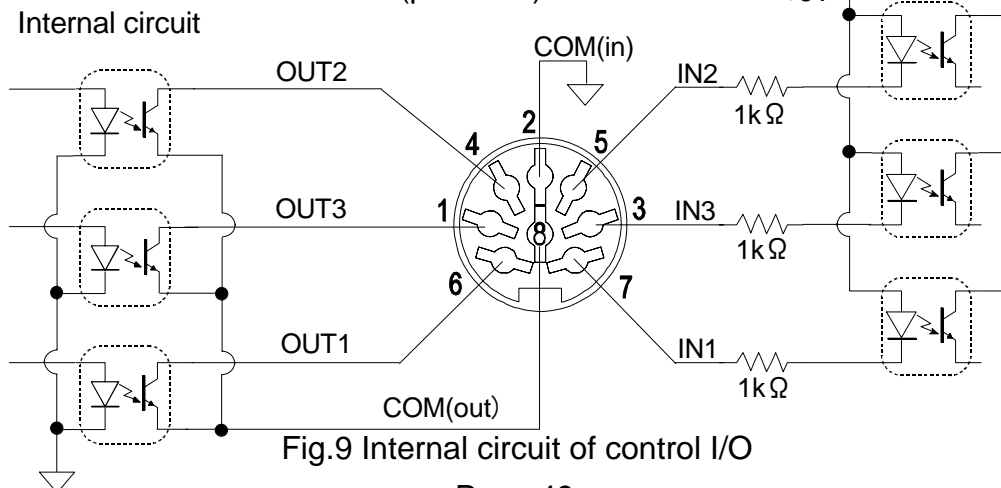 Internal circuit
COM(in)
OUT2
IN2
1kΩ
2
4
5
OUT3
1
8
3
IN3
1kΩ
6
7
OUT1
IN1
1kΩ
COM(out)
Fig.9 Internal circuit of control I/O